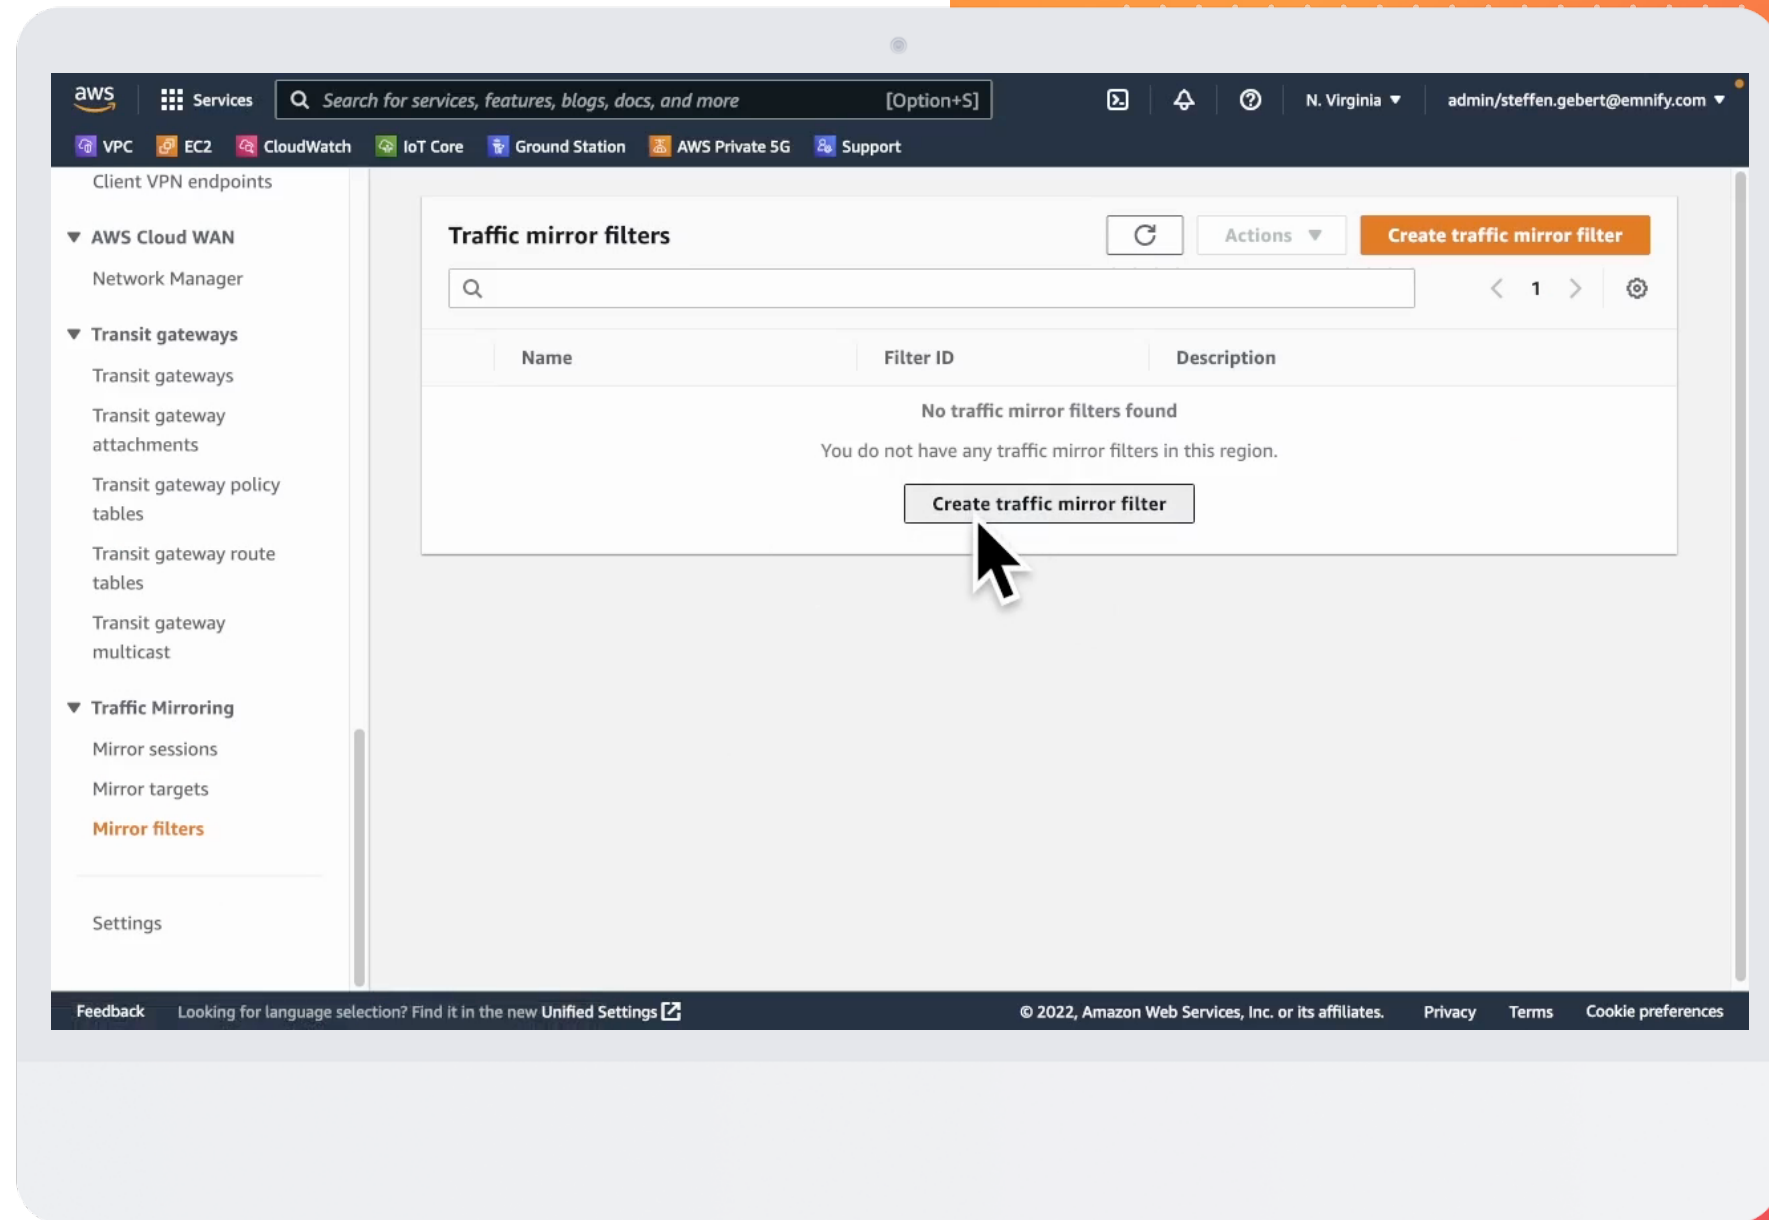 aws
Services
Search for services, features, blogs, docs, and more
[Option+S]
N. Virginia
admin/steffen.gebert@emnify.com
VPC
EC2
CloudWatch
IoT Core
Ground Station
AWS Private 5G
Support
Client VPN endpoints
AWS Cloud WAN
Network Manager
Transit gateways
Transit gateways
Transit gateway
attachments
Transit gateway policy
tables
Transit gateway route
tables
Transit gateway
multicast
Traffic Mirroring
Mirror sessions
Mirror targets
Mirror filters
Settings
Traffic mirror filters
Actions
Create traffic mirror filter
1
Name
Filter ID
Description
No traffic mirror filters found
You do not have any traffic mirror filters in this region.
Create traffic mirror filter
Feedback
Looking for language selection? Find it in the new Unified Settings
© 2022, Amazon Web Services, Inc. or its affiliates.
Privacy
Terms
Cookie preferences